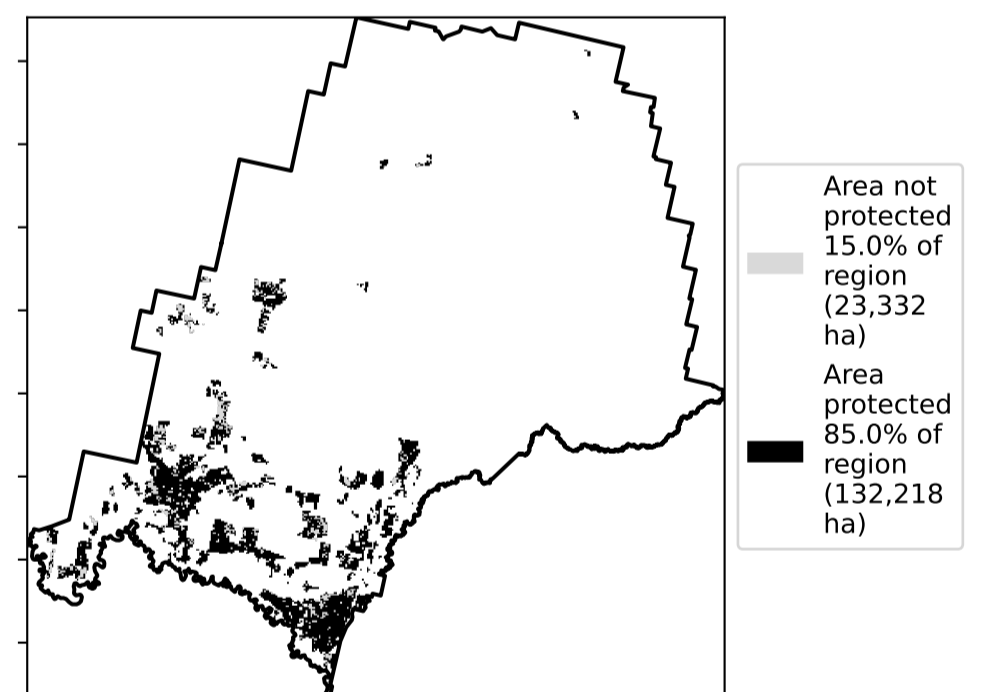 Area not
protected
15.0% of
region
(23,332
ha)
Area
protected
85.0% of
region
(132,218
ha)